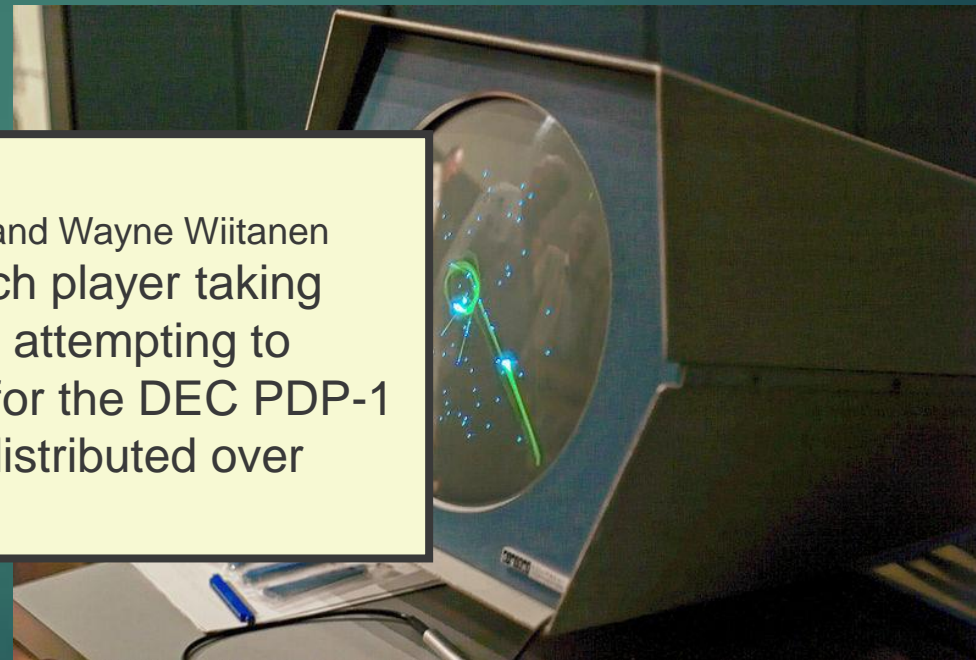 and Wayne Wiitanen
ch player taking
attempting to
for the DEC PDP-1
listributed over